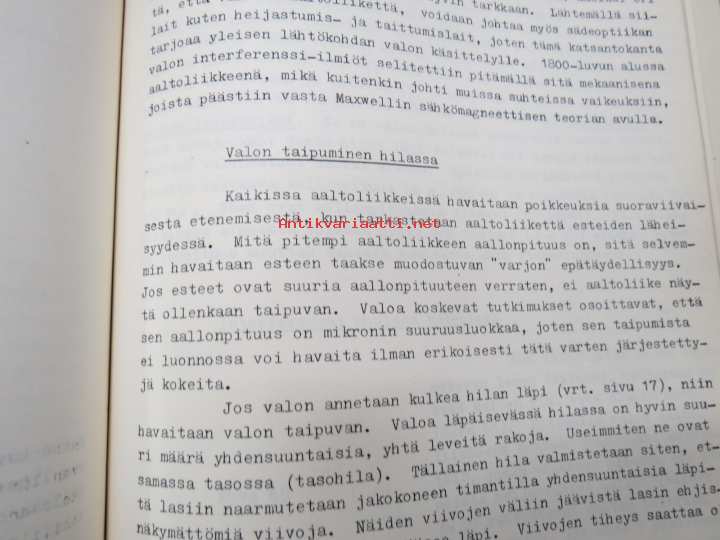 tä, että
aaltoliikettä, voidaan johtaa myös sädeoptiikan
lait kuten heijastumis- ja taittumislait, joten tämä katsantokanta
tarjoaa yleisen lähtökohdan valon käsittelylle. 1800-luvun alussa
valon interferenssi-ilmiöt selitettiin pitämällä sitä mekaanisena
aaltoliikkeenä, mikä kuitenkin johti muissa suhteissa vaikeuksiin,
joista päästiin vasta Maxwellin sähkömagneettisen teorian avulla.
Valon taipuminen hilassa
Kaikissa aaltoliikkeissä havaitaan poikkeuksia suoraviivai-
sesta etenemisestä, kun tarkastetaan aaltoliikettä esteiden lähei-
Antikvariaatti.net
syydessä. Mitä pitempi aaltoliikkeen aallonpituus on, sitä selvem-
min havaitaan esteen taakse muodostuvan "varjon" epätäydellisyys.
Jos esteet ovat suuria aallonpituuteen verraten, ei aaltoliike näy-
tä ollenkaan taipuvan. Valoa koskevat tutkimukset osoittavat, että
sen aallonpituus on mikronin suuruusluokkaa, joten sen taipumista
ei luonnossa voi havaita ilman erikoisesti tätä varten järjestetty-
jä kokeita.
Jos valon annetaan kulkea hilan läpi (vrt. sivu 17), niin
havaitaan valon taipuvan. Valoa läpäisevässä hilassa on hyvin suu-
ri määrä yhdensuuntaisia, yhtä leveitä rakoja. Useimmiten ne ovat
samassa tasossa (tasohila). Tällainen hila valmistetaan siten, et-
tä lasiin naarmutetaan jakokoneen timantilla yhdensuuntaisia läpi-
näkymättömiä viivoja. Näiden viivojen väliin jäävistä lasin ehjis
läpi. Viivojen tiheys saattaa o